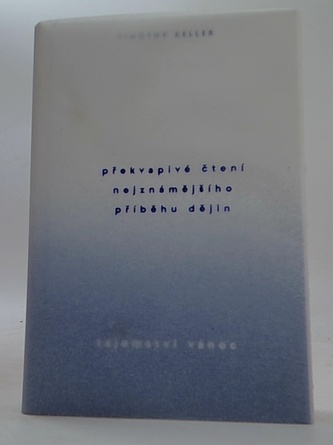 TIMOTHY KELLER
překvapivé čtení
nejznámějšího
příběhu dějin
tajemství vánoc